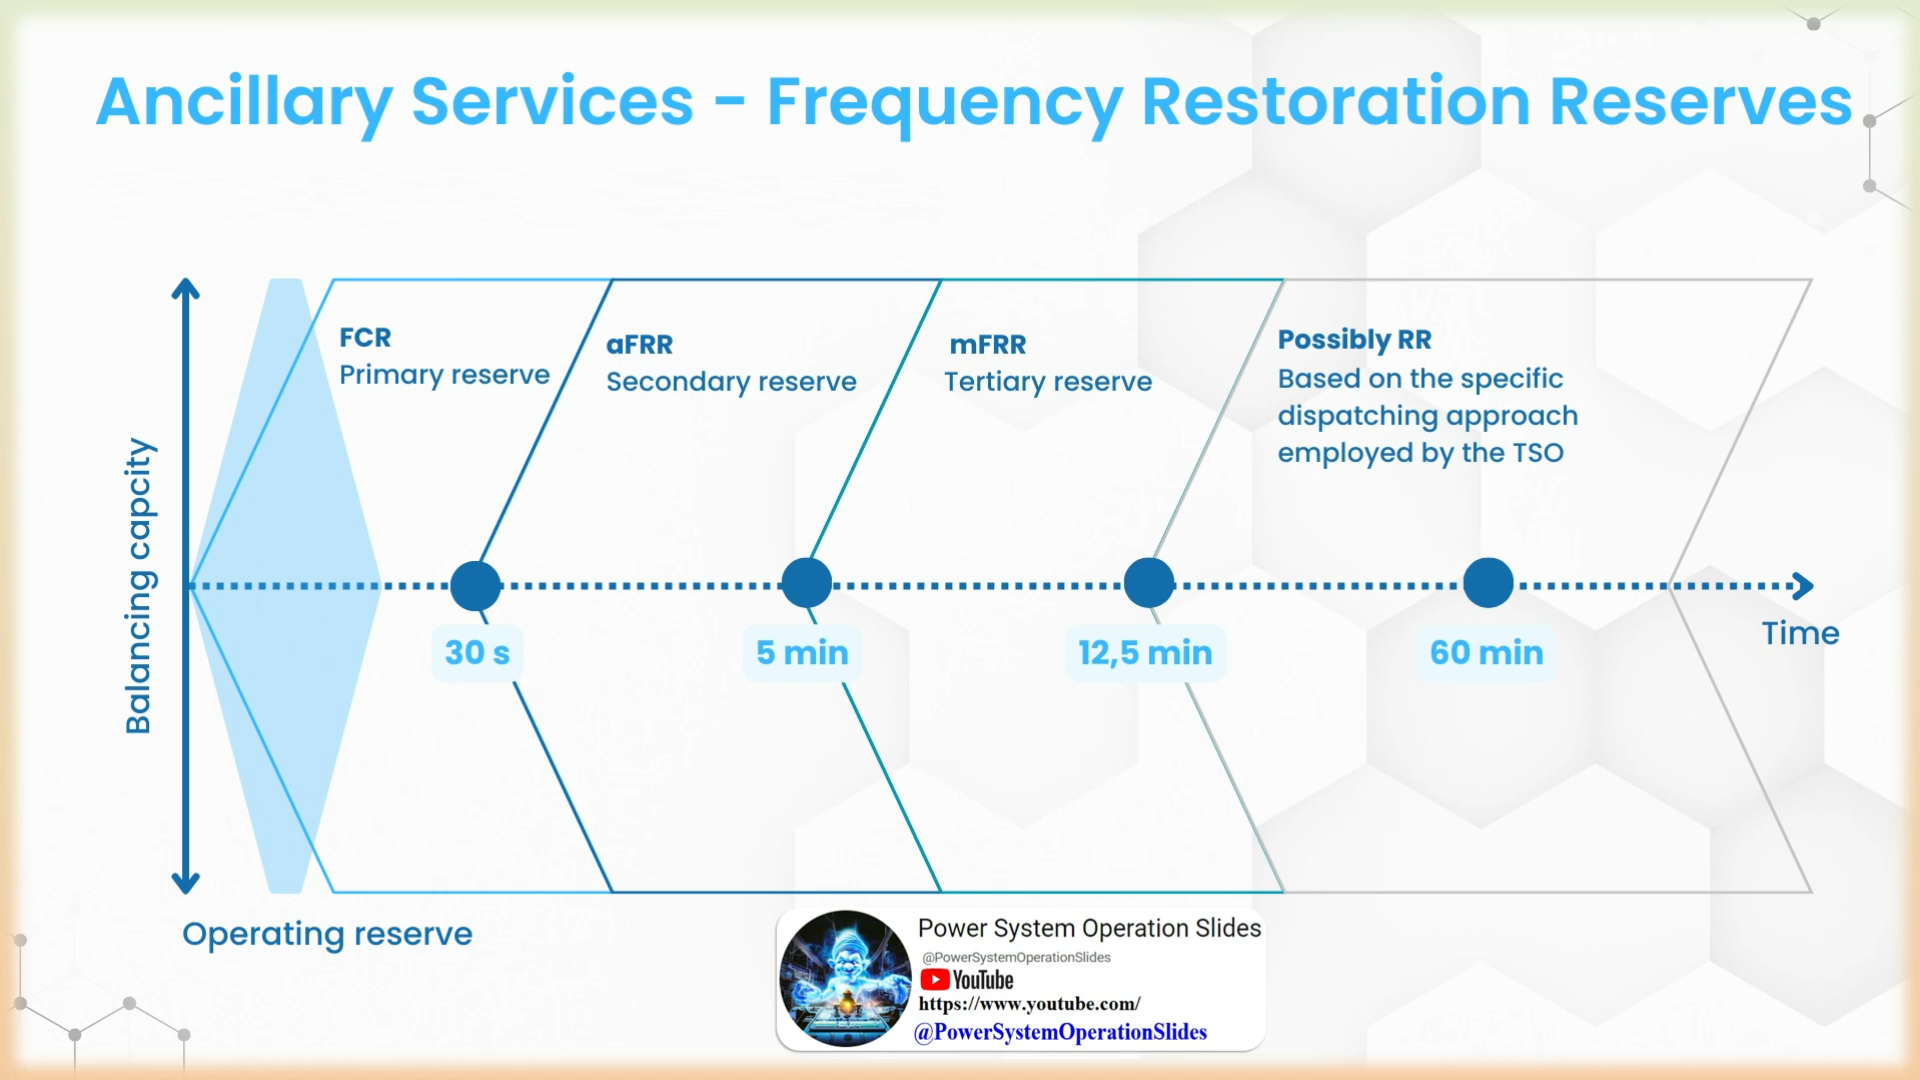 Ancillary Services - Frequency Restoration Reserves
FCR
Primary reserve
aFRR
Secondary reserve
mFRR
Tertiary reserve
Possibly RR
Based on the specific
dispatching approach
employed by the TSO
Balancing capcity
30 s
5 min
12,5 min
60 min
Time
Operating reserve
Power System Operation Slides
@PowerSystemOperationSlides
YouTube
https://www.youtube.com/
@PowerSystemOperationSlides